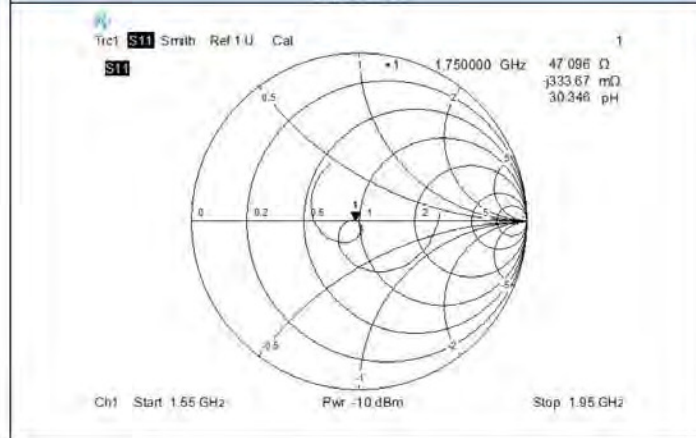 Trc1 S11 Smith Ref 1 U Cal 1
S11
•1 1.750000 GHz 47.096 Ω
-j333.67 mΩ
30.346 pH
0.5 2
5
1
0 0.2 0.5 1 2 5
-5
-0.5 -2
-1
Ch1 Start 1.55 GHz Pwr -10 dBm Stop 1.95 GHz